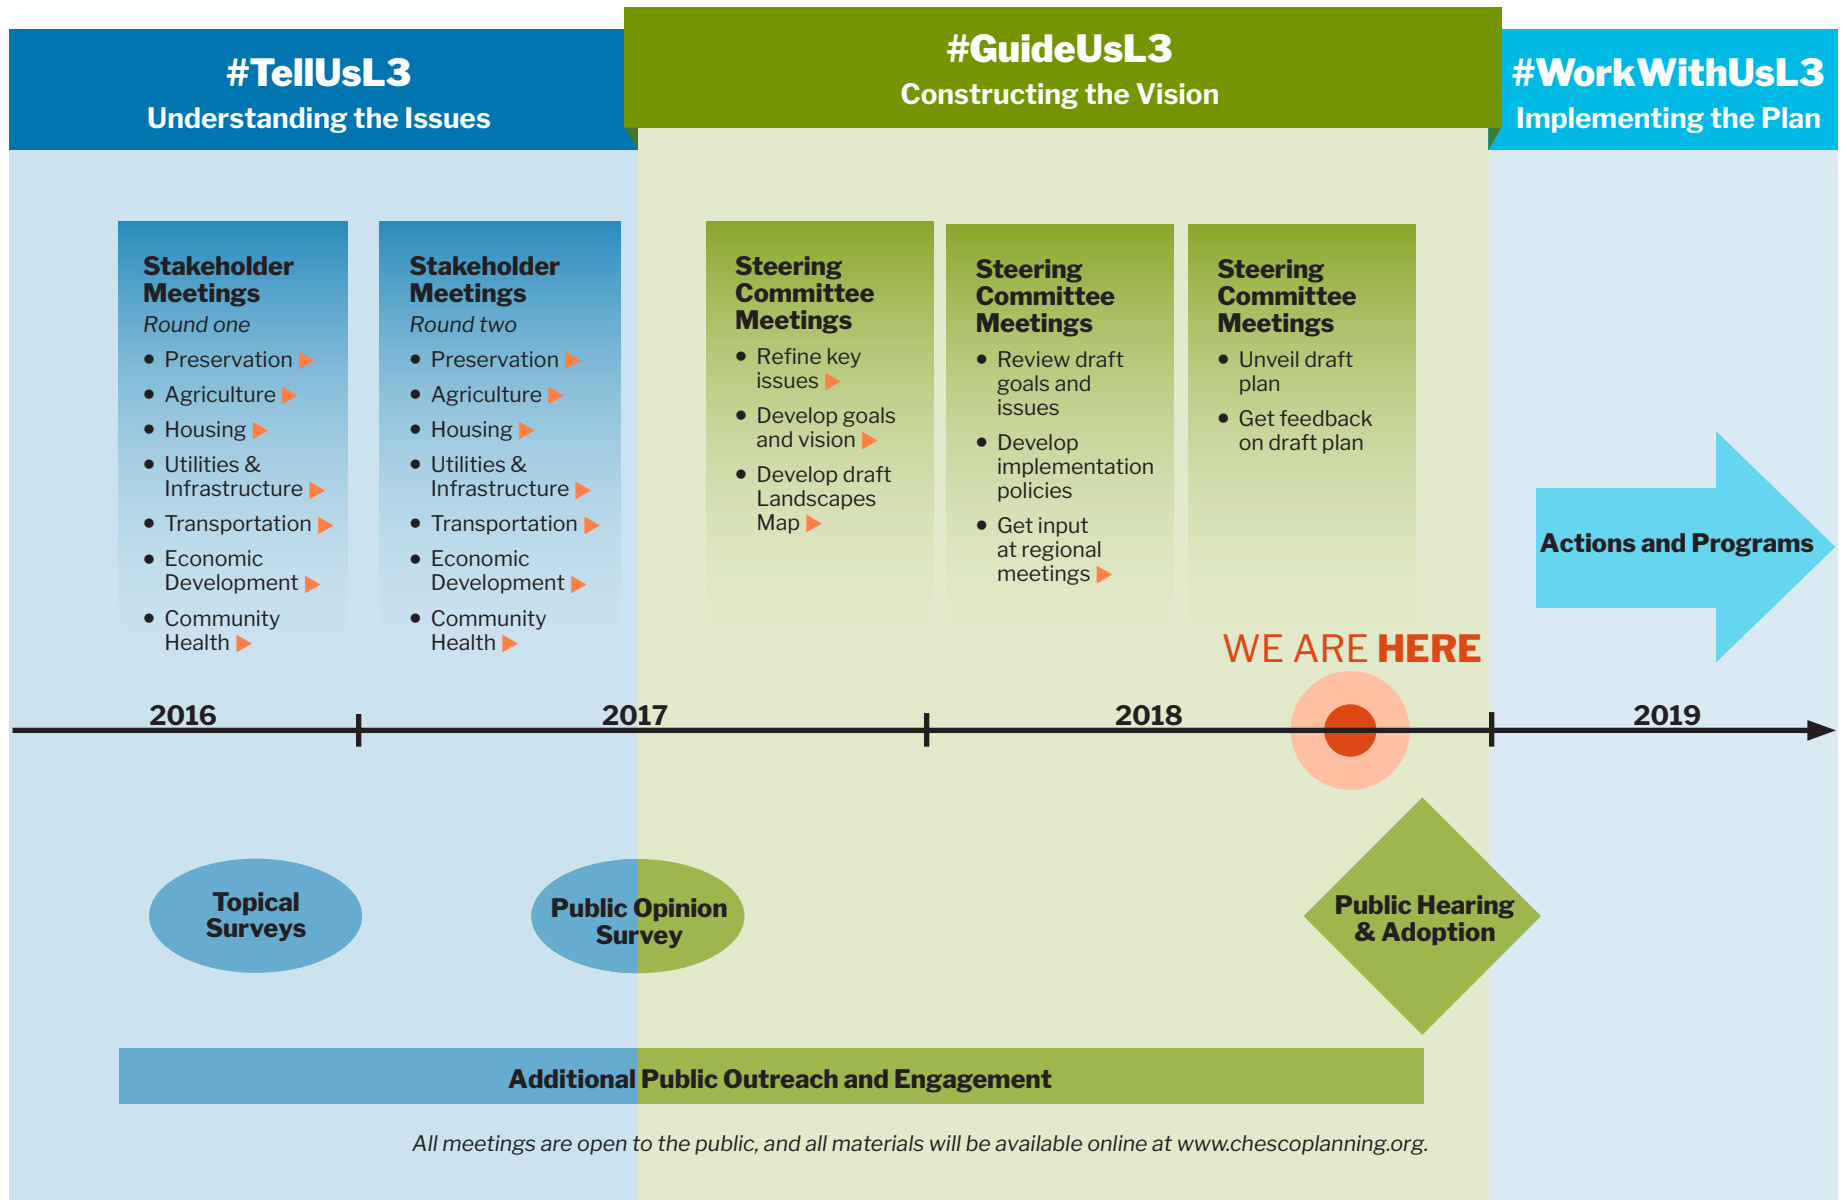 #TellUsL3
Understanding the Issues
#GuideUsL3
Constructing the Vision
#WorkWithUsL3
Implementing the Plan
Stakeholder
Meetings
Round one
• Preservation
• Agriculture
• Housing
• Utilities &
Infrastructure
• Transportation
• Economic
Development
• Community
Health
Stakeholder
Meetings
Round two
• Preservation
• Agriculture
• Housing
• Utilities &
Infrastructure
• Transportation
• Economic
Development
• Community
Health
Steering
Committee
Meetings
• Refine key
issues
• Develop goals
and vision
• Develop draft
Landscapes
Map
Steering
Committee
Meetings
• Review draft
goals and
issues
• Develop
implementation
policies
• Get input
at regional
meetings
Steering
Committee
Meetings
• Unveil draft
plan
• Get feedback
on draft plan
Actions and Programs
WE ARE HERE
2016
2017
2018
2019
Topical
Surveys
Public Opinion
Survey
Public Hearing
& Adoption
Additional Public Outreach and Engagement
All meetings are open to the public, and all materials will be available online at www.chescoplanning.org.